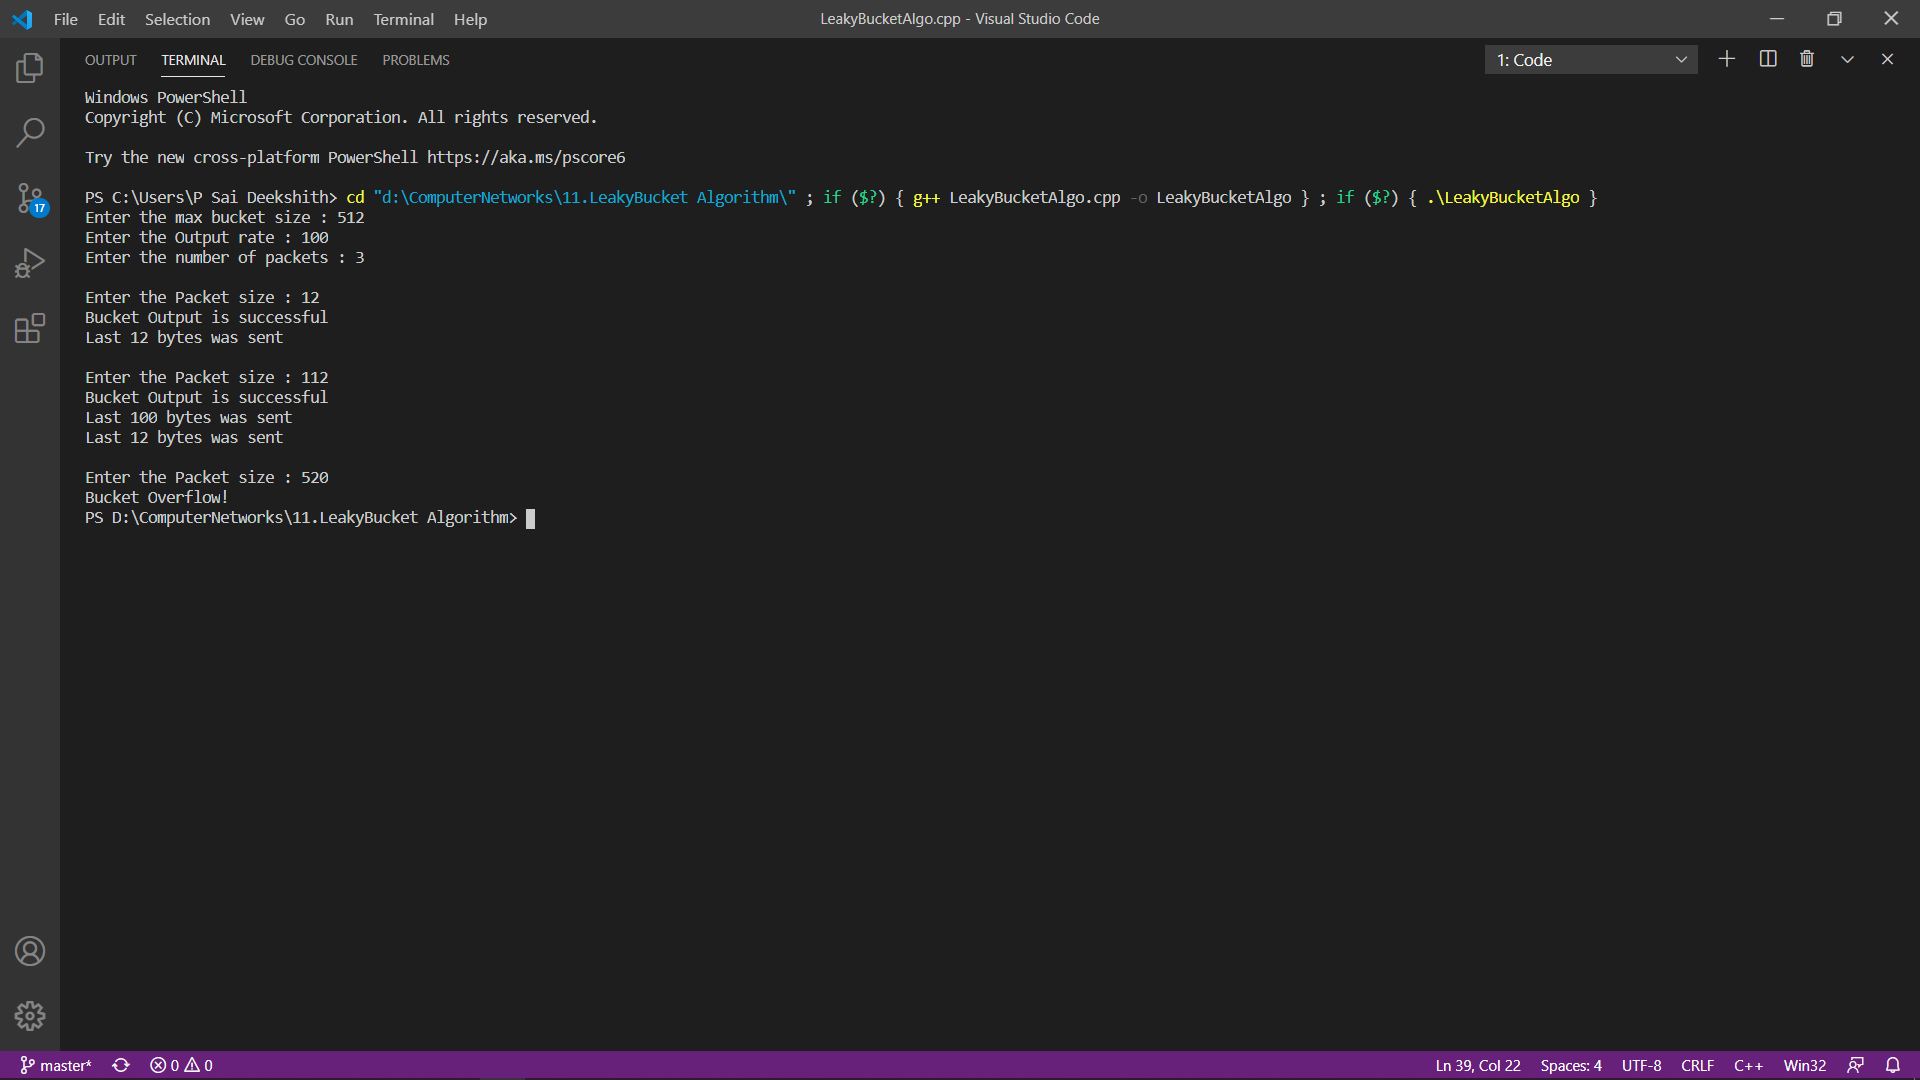 File Edit Selection View Go Run Terminal Help LeakyBucketAlgo.cpp - Visual Studio Code
OUTPUT TERMINAL DEBUG CONSOLE PROBLEMS 1: Code
Windows PowerShell
Copyright (C) Microsoft Corporation. All rights reserved.
Try the new cross-platform PowerShell https://aka.ms/pscore6
PS C:\Users\P Sai Deekshith> cd "d:\ComputerNetworks\11.LeakyBucket Algorithm\" ; if ($?) { g++ LeakyBucketAlgo.cpp -o LeakyBucketAlgo } ; if ($?) { .\LeakyBucketAlgo }
Enter the max bucket size : 512
Enter the Output rate : 100
Enter the number of packets : 3
Enter the Packet size : 12
Bucket Output is successful
Last 12 bytes was sent
Enter the Packet size : 112
Bucket Output is successful
Last 100 bytes was sent
Last 12 bytes was sent
Enter the Packet size : 520
Bucket Overflow!
PS D:\ComputerNetworks\11.LeakyBucket Algorithm>
17
master* 0 0 Ln 39, Col 22 Spaces: 4 UTF-8 CRLF C++ Win32